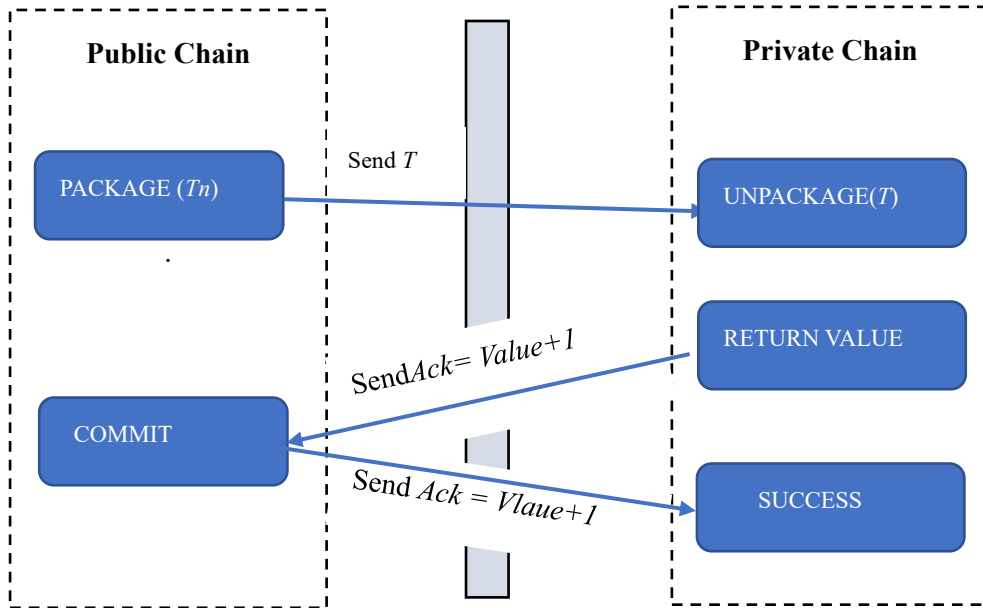 Public Chain
Private Chain
Send T
PACKAGE (Tn)
UNPACKAGE(T)
.
RETURN VALUE
SendAck= Value+1
COMMIT
Send Ack = Vlaue+1
SUCCESS